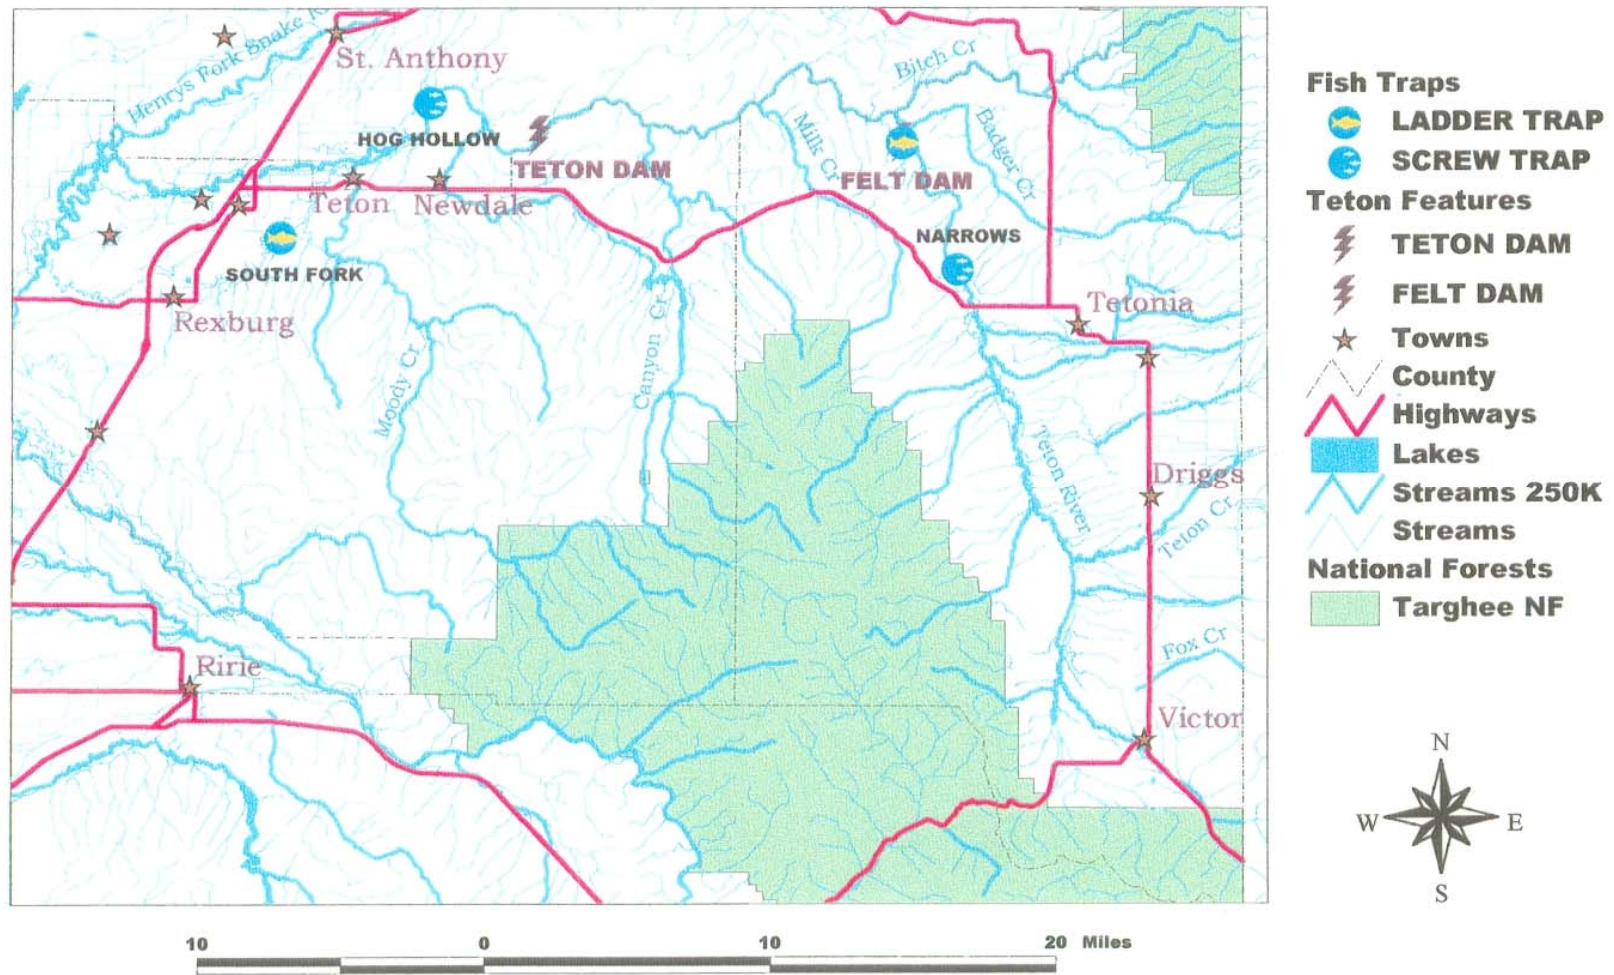 Henrys Fork Snake
St. Anthony
HOG HOLLOW
TETON DAM
Bitch Cr
Milk Cr
Badger Cr
FELT DAM
Teton
Newdale
NARROWS
SOUTH FORK
Rexburg
Tetonia
Moody Cr
Canyon Cr
Teton River
Driggs
Teton Cr
Fox Cr
Ririe
Victor
Fish Traps
LADDER TRAP
SCREW TRAP
Teton Features
TETON DAM
FELT DAM
Towns
County
Highways
Lakes
Streams 250K
Streams
National Forests
Targhee NF
N
W E
S
10 0 10 20 Miles